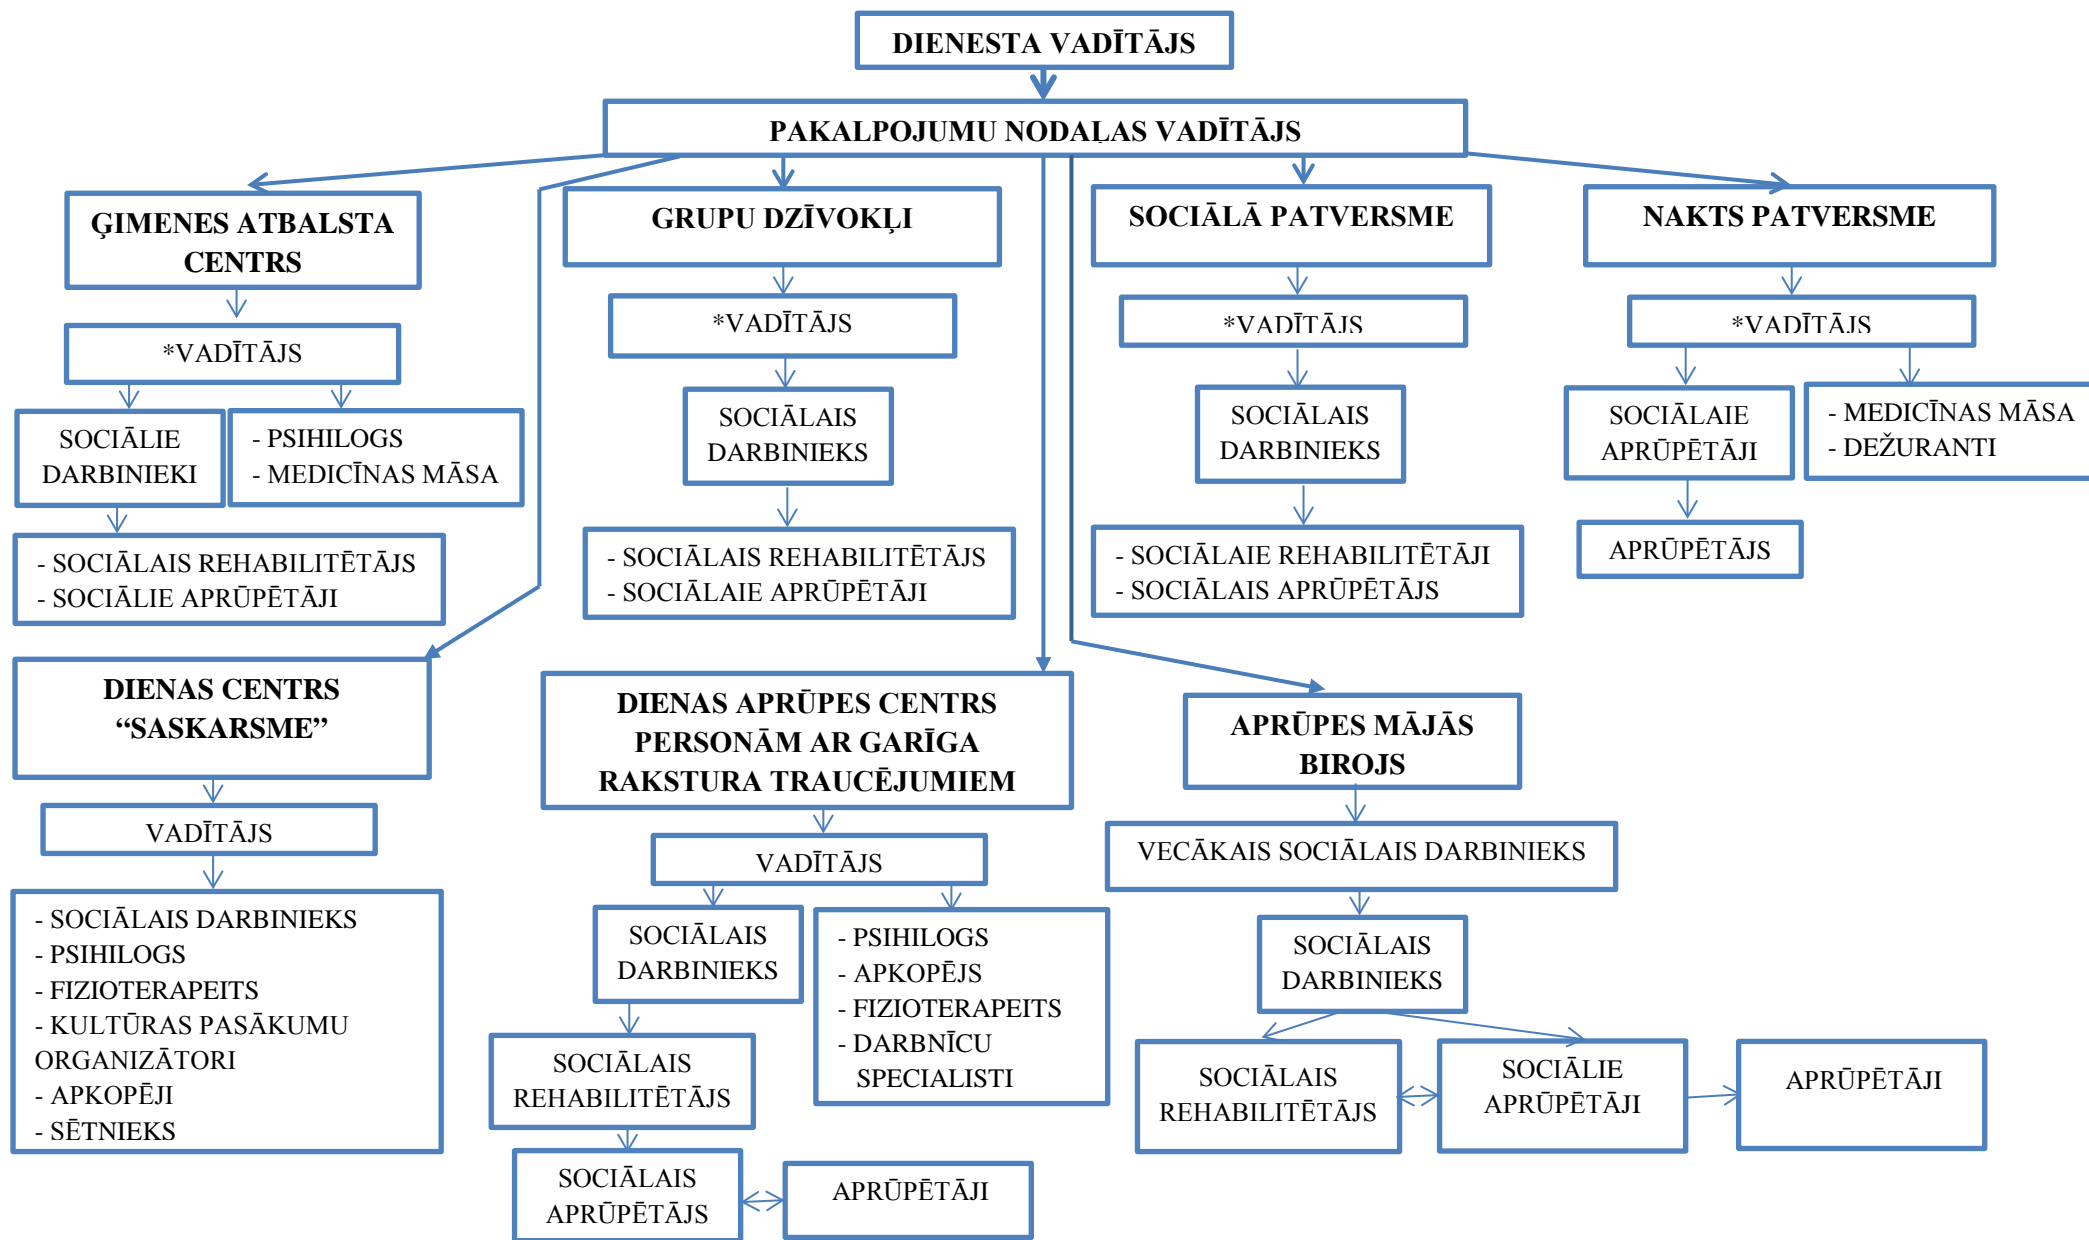 DIENESTA VADĪTĀJS
PAKALPOJUMU NODAĻAS VADĪTĀJS
ĢIMENES ATBALSTA
CENTRS
*VADĪTĀJS
SOCIĀLIE
DARBINIEKI
- PSIHILOGS
- MEDICĪNAS MĀSA
- SOCIĀLAIS REHABILITĒTĀJS
- SOCIĀLIE APRŪPĒTĀJI
GRUPU DZĪVOKĻI
*VADĪTĀJS
SOCIĀLAIS
DARBINIEKS
- SOCIĀLAIS REHABILITĒTĀJS
- SOCIĀLAIE APRŪPĒTĀJI
SOCIĀLĀ PATVERSME
*VADĪTĀJS
SOCIĀLAIS
DARBINIEKS
- SOCIĀLAIE REHABILITĒTĀJI
- SOCIĀLAIS APRŪPĒTĀJS
NAKTS PATVERSME
*VADĪTĀJS
SOCIĀLAIE
APRŪPĒTĀJI
- MEDICĪNAS MĀSA
- DEŽURANTI
APRŪPĒTĀJS
DIENAS CENTRS
“SASKARSME”
VADĪTĀJS
- SOCIĀLAIS DARBINIEKS
- PSIHILOGS
- FIZIOTERAPEITS
- KULTŪRAS PASĀKUMU
ORGANIZĀTORI
- APKOPĒJI
- SĒTNIEKS
DIENAS APRŪPES CENTRS
PERSONĀM AR GARĪGA
RAKSTURA TRAUCĒJUMIEM
VADĪTĀJS
SOCIĀLAIS
DARBINIEKS
- PSIHILOGS
- APKOPĒJS
- FIZIOTERAPEITS
- DARBNĪCU
SPECIALISTI
SOCIĀLAIS
REHABILITĒTĀJS
SOCIĀLAIS
APRŪPĒTĀJS
APRŪPĒTĀJI
APRŪPES MĀJĀS
BIROJS
VECĀKAIS SOCIĀLAIS DARBINIEKS
SOCIĀLAIS
DARBINIEKS
SOCIĀLAIS
REHABILITĒTĀJS
SOCIĀLIE
APRŪPĒTĀJI
APRŪPĒTĀJI